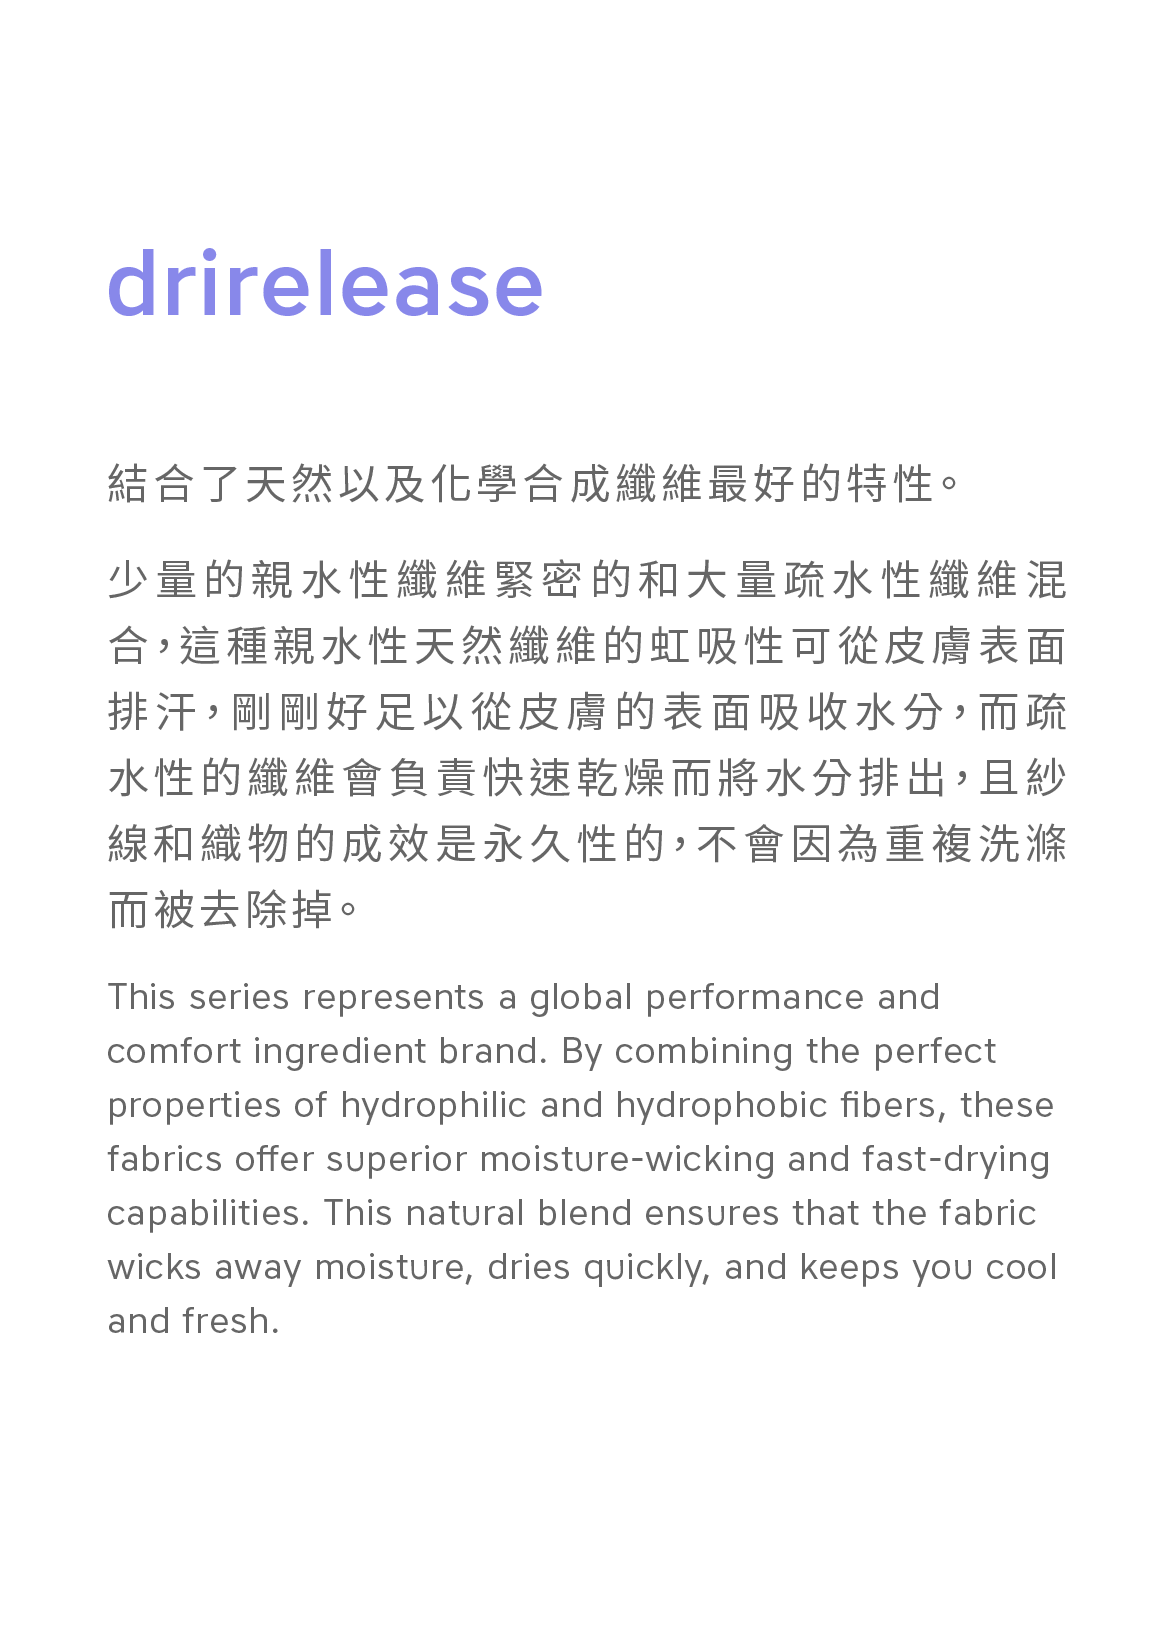 drirelease
結合了天然以及化學合成纖維最好的特性。
少量的親水性纖維緊密的和大量疏水性纖維混
合,這種親水性天然纖維的虹吸性可從皮膚表面
排汗,剛剛好足以從皮膚的表面吸收水分,而疏
水性的纖維會負責快速乾燥而將水分排出,且紗
線和織物的成效是永久性的,不會因為重複洗滌
而被去除掉。
This series represents a global performance and
comfort ingredient brand. By combining the perfect
properties of hydrophilic and hydrophobic fibers, these
fabrics offer superior moisture-wicking and fast-drying
capabilities. This natural blend ensures that the fabric
wicks away moisture, dries quickly, and keeps you cool
and fresh.